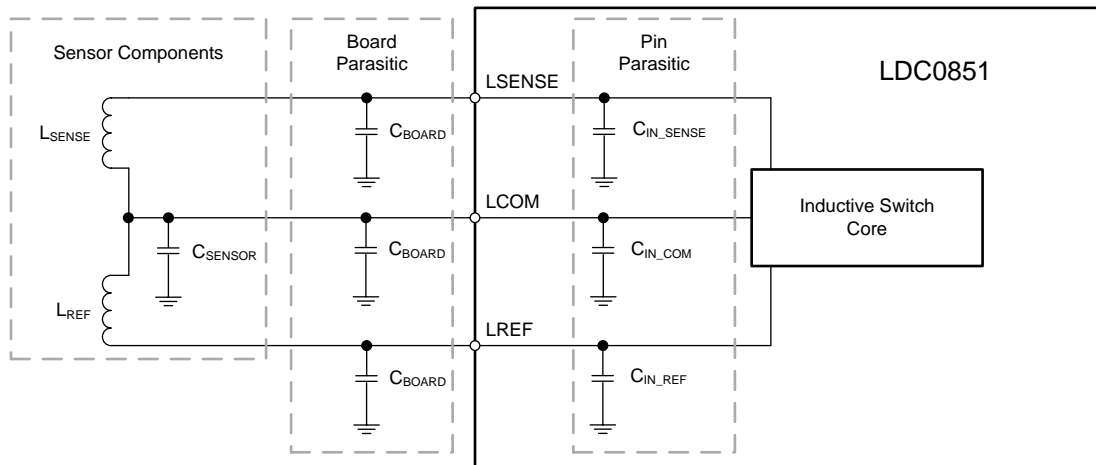 Sensor Components
Board
Parasitic
Pin
Parasitic
LDC0851
LSENSE
LSENSE
CBOARD
CIN_SENSE
LCOM
Inductive Switch
Core
CSENSOR
CBOARD
CIN_COM
LREF
LREF
CBOARD
CIN_REF